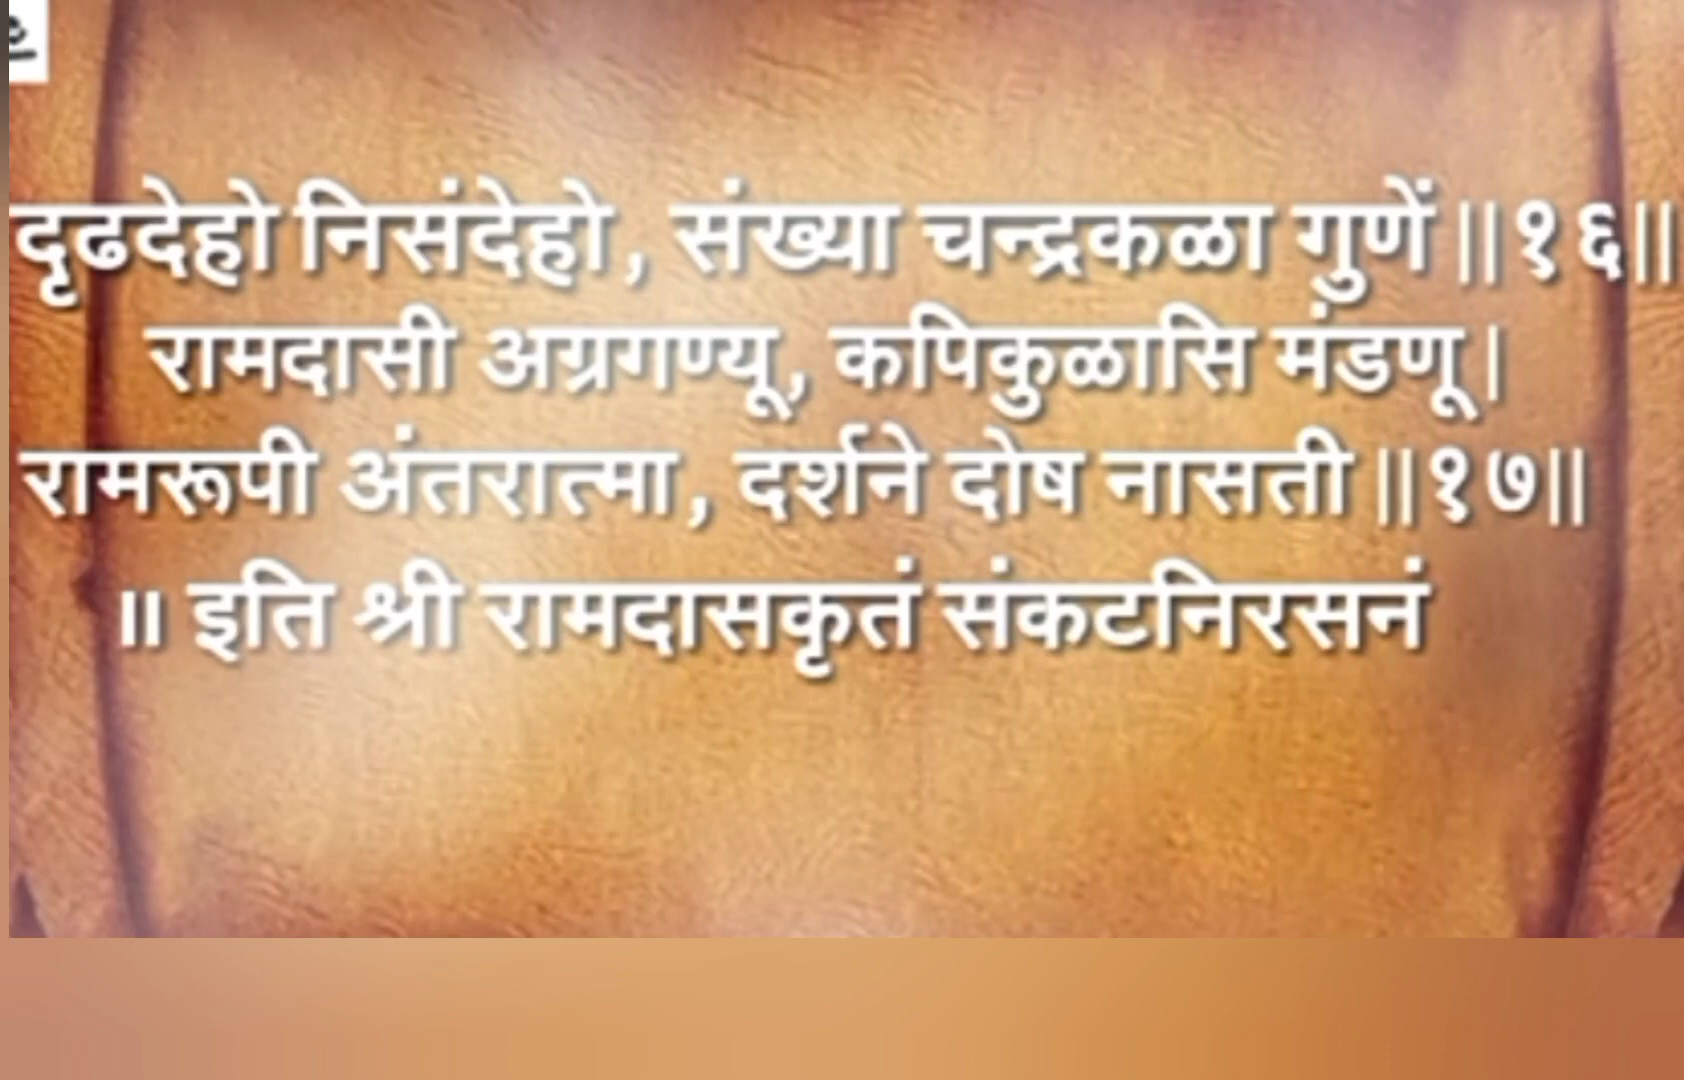 दृढदेहो निसंदेहो, संख्या चन्द्रकळा गुणें॥१६॥
रामदासी अग्रगण्यू, कपिकुळासि मंडणू।
रामरूपी अंतरात्मा, दर्शने दोष नासती॥१७॥
॥ इति श्री रामदासकृतं संकटनिरसनं